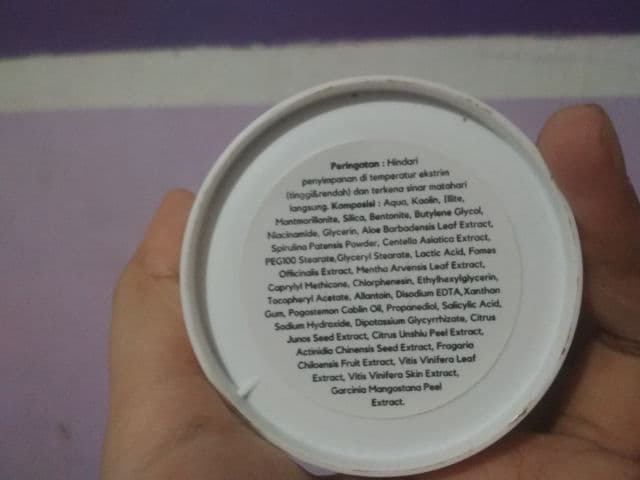 Peringatan : Hindari
penyimpanan di temperatur ekstrim
(tinggi&rendah) dan terkena sinar matahari
langsung. Komposisi : Aqua, Kaolin, Illite,
Montmorillonite, Silica, Bentonite, Butylene Glycol,
Niacinamide, Glycerin, Aloe Barbadensis Leaf Extract,
Spirulina Patensis Powder, Centella Asiatica Extract,
PEG100 Stearate,Glyceryl Stearate, Lactic Acid, Fomes
Officinalis Extract, Mentha Arvensis Leaf Extract,
Caprylyl Methicone, Chlorphenesin, Ethylhexylglycerin,
Tocopheryl Acetate, Allantoin, Disodium EDTA,Xanthan
Gum, Pogostemon Cablin Oil, Propanediol, Salicylic Acid,
Sodium Hydroxide, Dipotassium Glycyrrhizate, Citrus
Junos Seed Extract, Citrus Unshiu Peel Extract,
Actinidia Chinensis Seed Extract, Fragaria
Chiloensis Fruit Extract, Vitis Vinifera Leaf
Extract, Vitis Vinifera Skin Extract,
Garcinia Mangostana Peel
Extract.